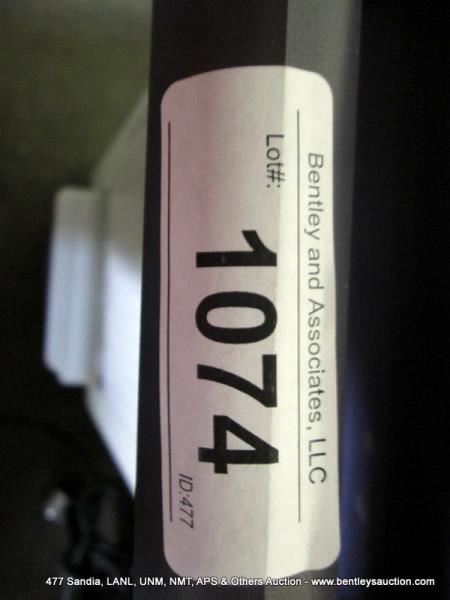 Bentley and Associates, LLC
Lot#:
1074
ID:477
477 Sandia, LANL, UNM, NMT, APS & Others Auction - www.bentleysauction.com